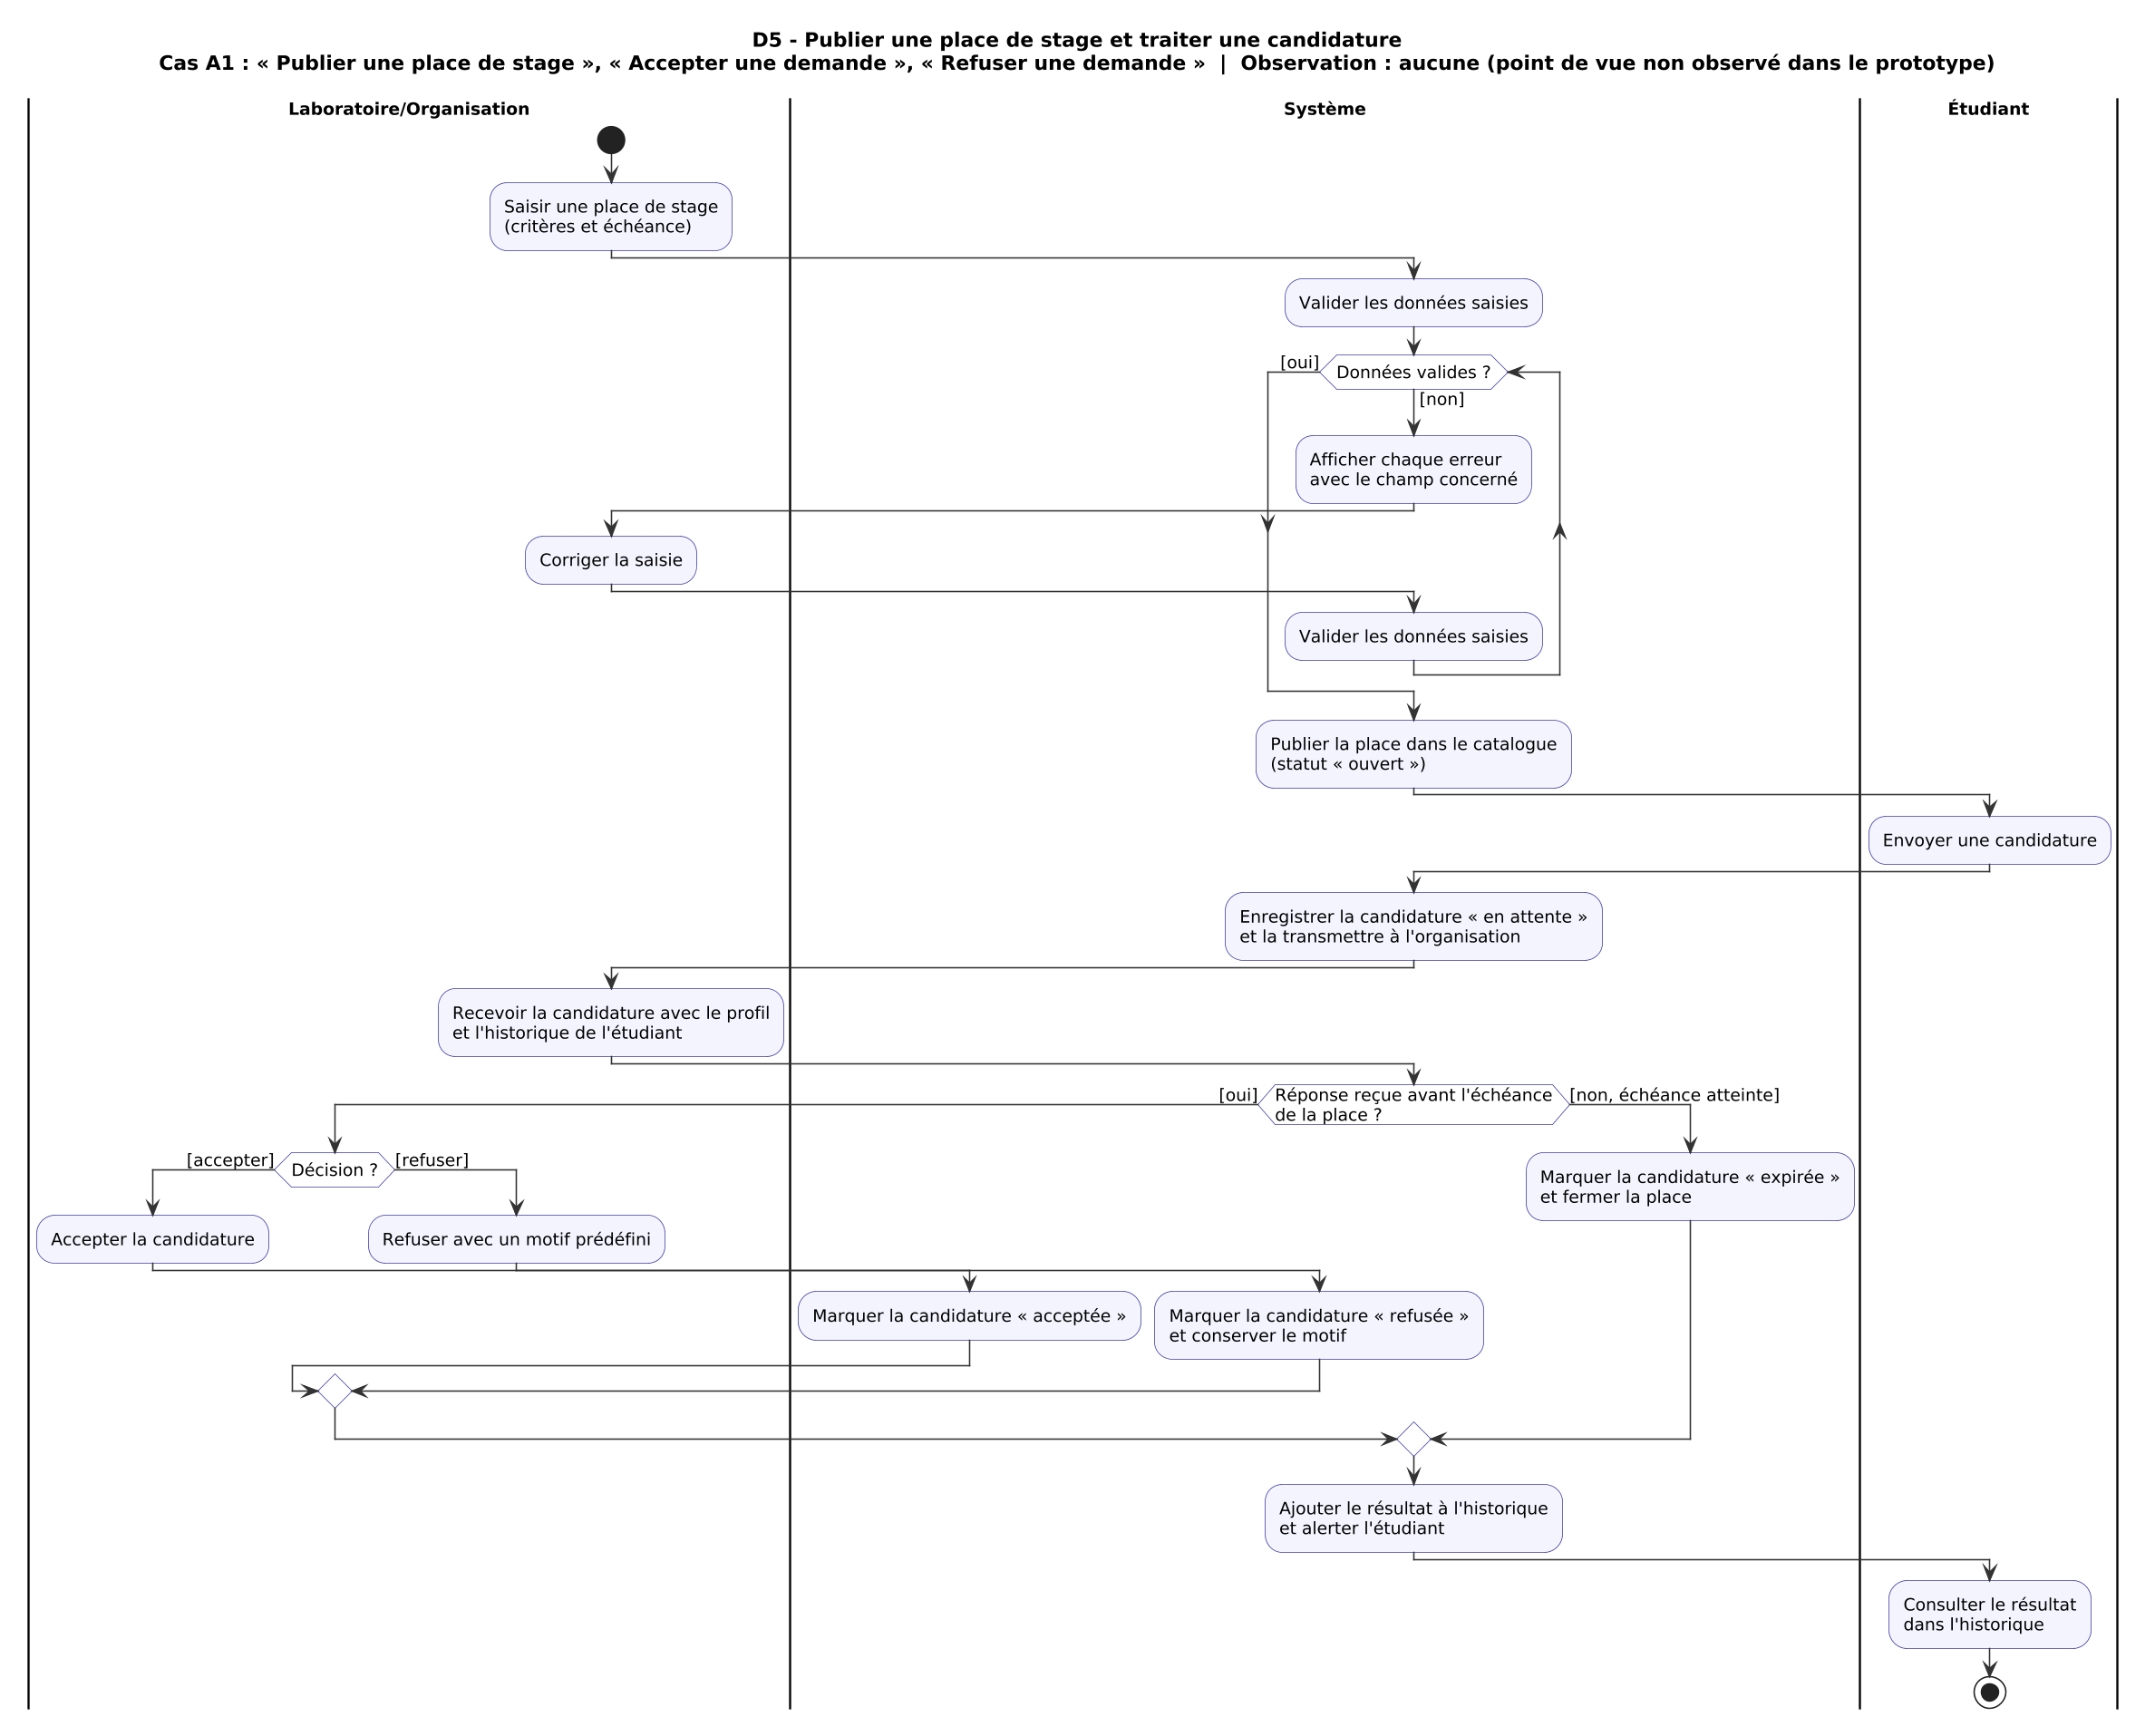 D5 - Publier une place de stage et traiter une candidature
Cas A1 : « Publier une place de stage », « Accepter une demande », « Refuser une demande » | Observation : aucune (point de vue non observé dans le prototype)
Laboratoire/Organisation
Système
Étudiant
Saisir une place de stage
(critères et échéance)
Valider les données saisies
[oui]
Données valides ?
[non]
Afficher chaque erreur
avec le champ concerné
Corriger la saisie
Valider les données saisies
Publier la place dans le catalogue
(statut « ouvert »)
Envoyer une candidature
Enregistrer la candidature « en attente »
et la transmettre à l'organisation
Recevoir la candidature avec le profil
et l'historique de l'étudiant
[oui]
Réponse reçue avant l'échéance
de la place ?
[non, échéance atteinte]
[accepter]
Décision ?
[refuser]
Marquer la candidature « expirée »
et fermer la place
Accepter la candidature
Refuser avec un motif prédéfini
Marquer la candidature « acceptée »
Marquer la candidature « refusée »
et conserver le motif
Ajouter le résultat à l'historique
et alerter l'étudiant
Consulter le résultat
dans l'historique